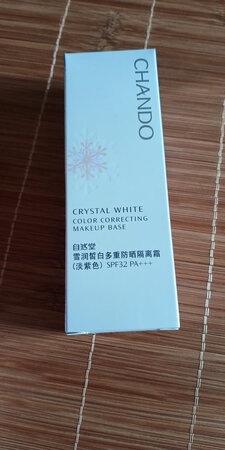 CHANDO
CRYSTAL WHITE
COLOR CORRECTING
MAKEUP BASE
自然堂
雪润皙白多重防晒隔离霜
(淡紫色) SPF32 PA+++